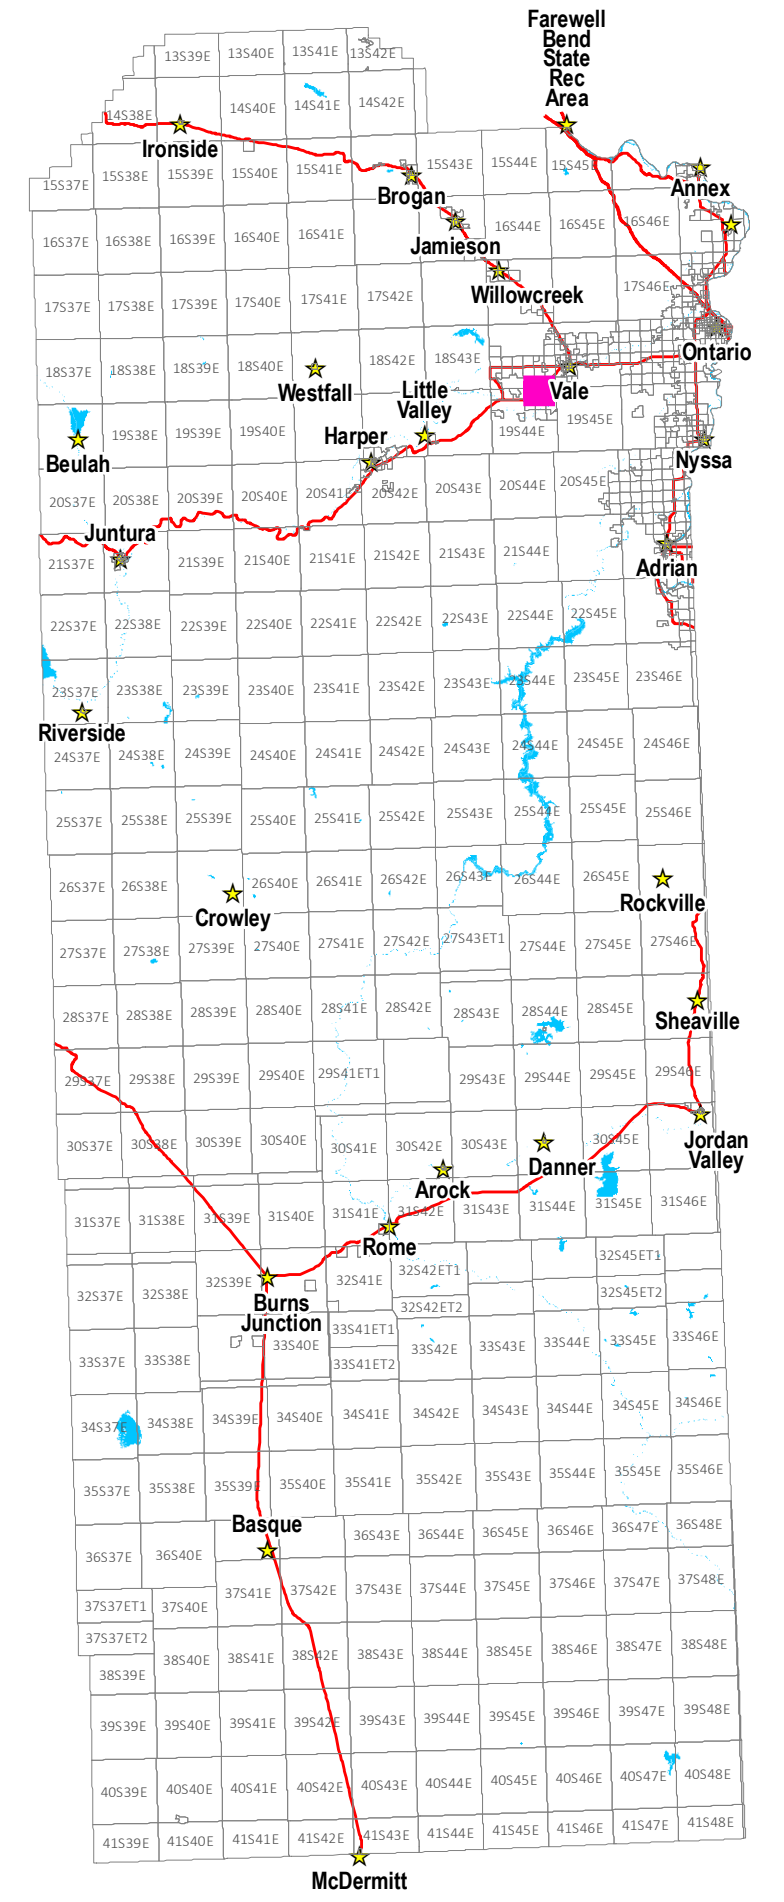 Farewell
Bend
State
Rec
Area
13S39E 13S40E 13S41E 13S42E
14S38E 14S40E 14S41E 14S42E
Ironside
15S37E 15S38E 15S39E 15S40E 15S41E 15S43E 15S44E 15S45E
Brogan
Annex
16S37E 16S38E 16S39E 16S40E 16S41E 16S44E 16S45E 16S46E
Jamieson
Willowcreek
17S37E 17S38E 17S39E 17S40E 17S41E 17S42E 17S46E
Ontario
18S37E 18S38E 18S39E 18S40E 18S42E 18S43E
Westfall
Little
Valley
Vale
19S38E 19S39E 19S40E 19S44E 19S45E
Harper
Beulah
Nyssa
20S37E 20S38E 20S39E 20S40E 20S41E 20S42E 20S43E 20S44E 20S45E
Juntura
21S37E 21S39E 21S40E 21S41E 21S42E 21S43E 21S44E
Adrian
22S37E 22S38E 22S39E 22S40E 22S41E 22S42E 22S43E 22S44E 22S45E
23S37E 23S38E 23S39E 23S40E 23S41E 23S42E 23S43E 23S44E 23S45E 23S46E
Riverside
24S37E 24S38E 24S39E 24S40E 24S41E 24S42E 24S43E 24S44E 24S45E 24S46E
25S37E 25S38E 25S39E 25S40E 25S41E 25S42E 25S43E 25S44E 25S45E 25S46E
26S37E 26S38E 26S40E 26S41E 26S42E 26S43E 26S44E 26S45E
Crowley
Rockville
27S37E 27S38E 27S39E 27S40E 27S41E 27S42E 27S43ET1 27S44E 27S45E 27S46E
28S37E 28S38E 28S39E 28S40E 28S41E 28S42E 28S43E 28S44E 28S45E
Sheaville
29S37E 29S38E 29S39E 29S40E 29S41ET1 29S43E 29S44E 29S45E 29S46E
30S37E 30S38E 30S39E 30S40E 30S41E 30S42E 30S43E 30S45E
Jordan
Valley
Danner
Arock
31S37E 31S38E 31S39E 31S40E 31S41E 31S42E 31S43E 31S44E 31S45E 31S46E
Rome
32S45ET1
32S37E 32S38E 32S39E 32S41E 32S42ET1 32S45ET2
32S42ET2
Burns
Junction
33S41ET1
33S37E 33S38E 33S40E 33S42E 33S43E 33S44E 33S45E 33S46E
33S41ET2
34S37E 34S38E 34S39E 34S40E 34S41E 34S42E 34S43E 34S44E 34S45E 34S46E
35S37E 35S38E 35S39E 35S40E 35S41E 35S42E 35S43E 35S44E 35S45E 35S46E
Basque
36S37E 36S40E 36S43E 36S44E 36S45E 36S46E 36S47E 36S48E
37S37ET1 37S40E 37S41E 37S42E 37S43E 37S44E 37S45E 37S46E 37S47E 37S48E
37S37ET2
38S39E 38S40E 38S41E 38S42E 38S43E 38S44E 38S45E 38S46E 38S47E 38S48E
39S39E 39S40E 39S41E 39S42E 39S43E 39S44E 39S45E 39S46E 39S47E 39S48E
40S39E 40S40E 40S41E 40S42E 40S43E 40S44E 40S45E 40S46E 40S47E 40S48E
41S39E 41S40E 41S41E 41S42E 41S43E 41S44E 41S45E 41S46E 41S47E 41S48E
McDermitt